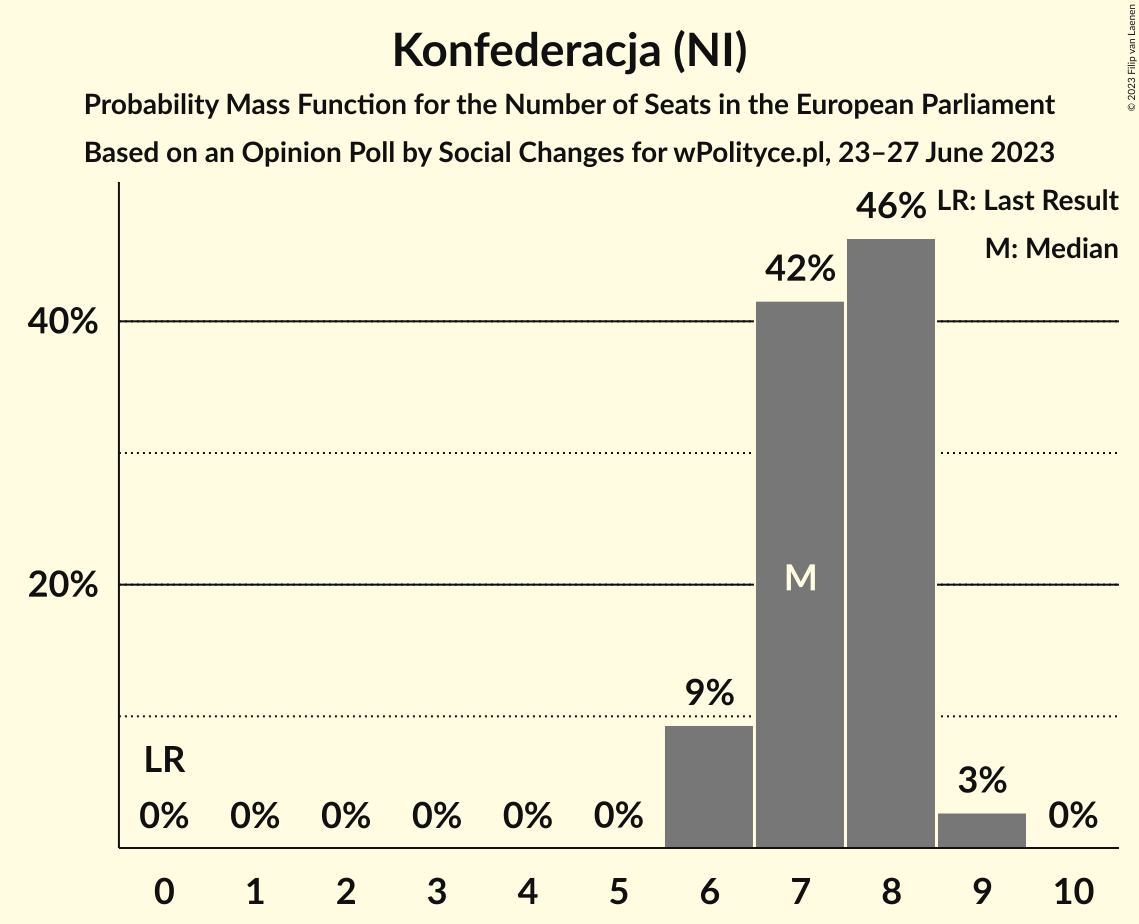 Konfederacja (NI)
Probability Mass Function for the Number of Seats in the European Parliament
Based on an Opinion Poll by Social Changes for wPolityce.pl, 23–27 June 2023
© 2023 Filip van Laenen
LR: Last Result
M: Median
46%
42%
40%
20%
M
9%
LR
3%
0% 0% 0% 0% 0% 0% 0%
0 1 2 3 4 5 6 7 8 9 10